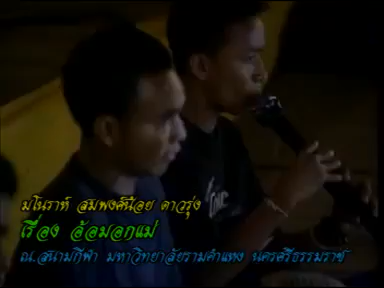 มโนราห์ สมพงศ์น้อย ดาวรุ่ง
เรื่อง อ้อมอกแม่
ณ.สนามกีฬา มหาวิทยาลัยรามคำแหง นครศรีธรรมราช